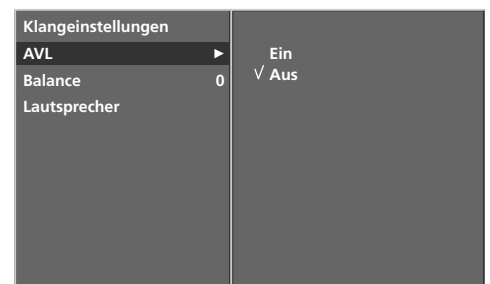 Klangeinstellungen
AVL ►
Balance 0
Lautsprecher
Ein
√ Aus